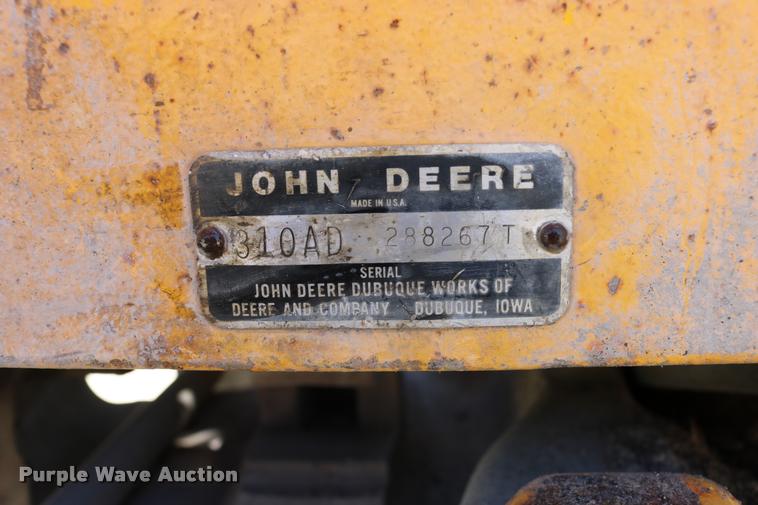 JOHN DEERE
MADE IN U.S.A.
310AD 288267T
SERIAL
JOHN DEERE DUBUQUE WORKS OF
DEERE AND COMPANY DUBUQUE, IOWA
Purple Wave Auction